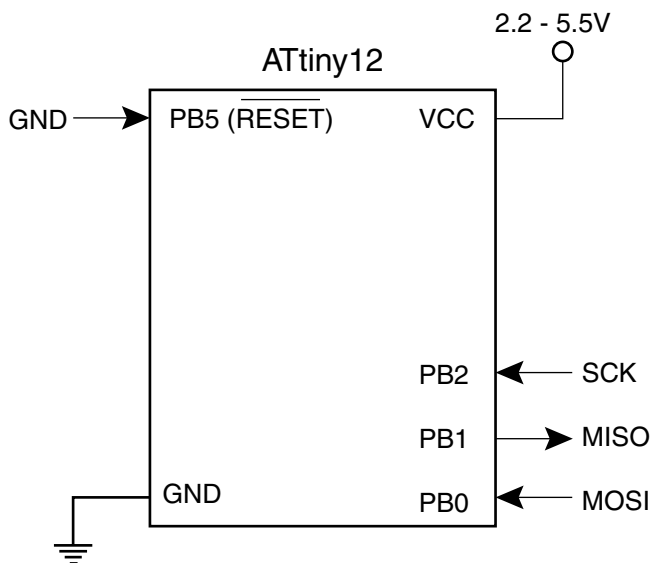 2.2 - 5.5V
ATtiny12
GND
PB5 (RESET)
VCC
PB2
SCK
PB1
MISO
GND
PB0
MOSI